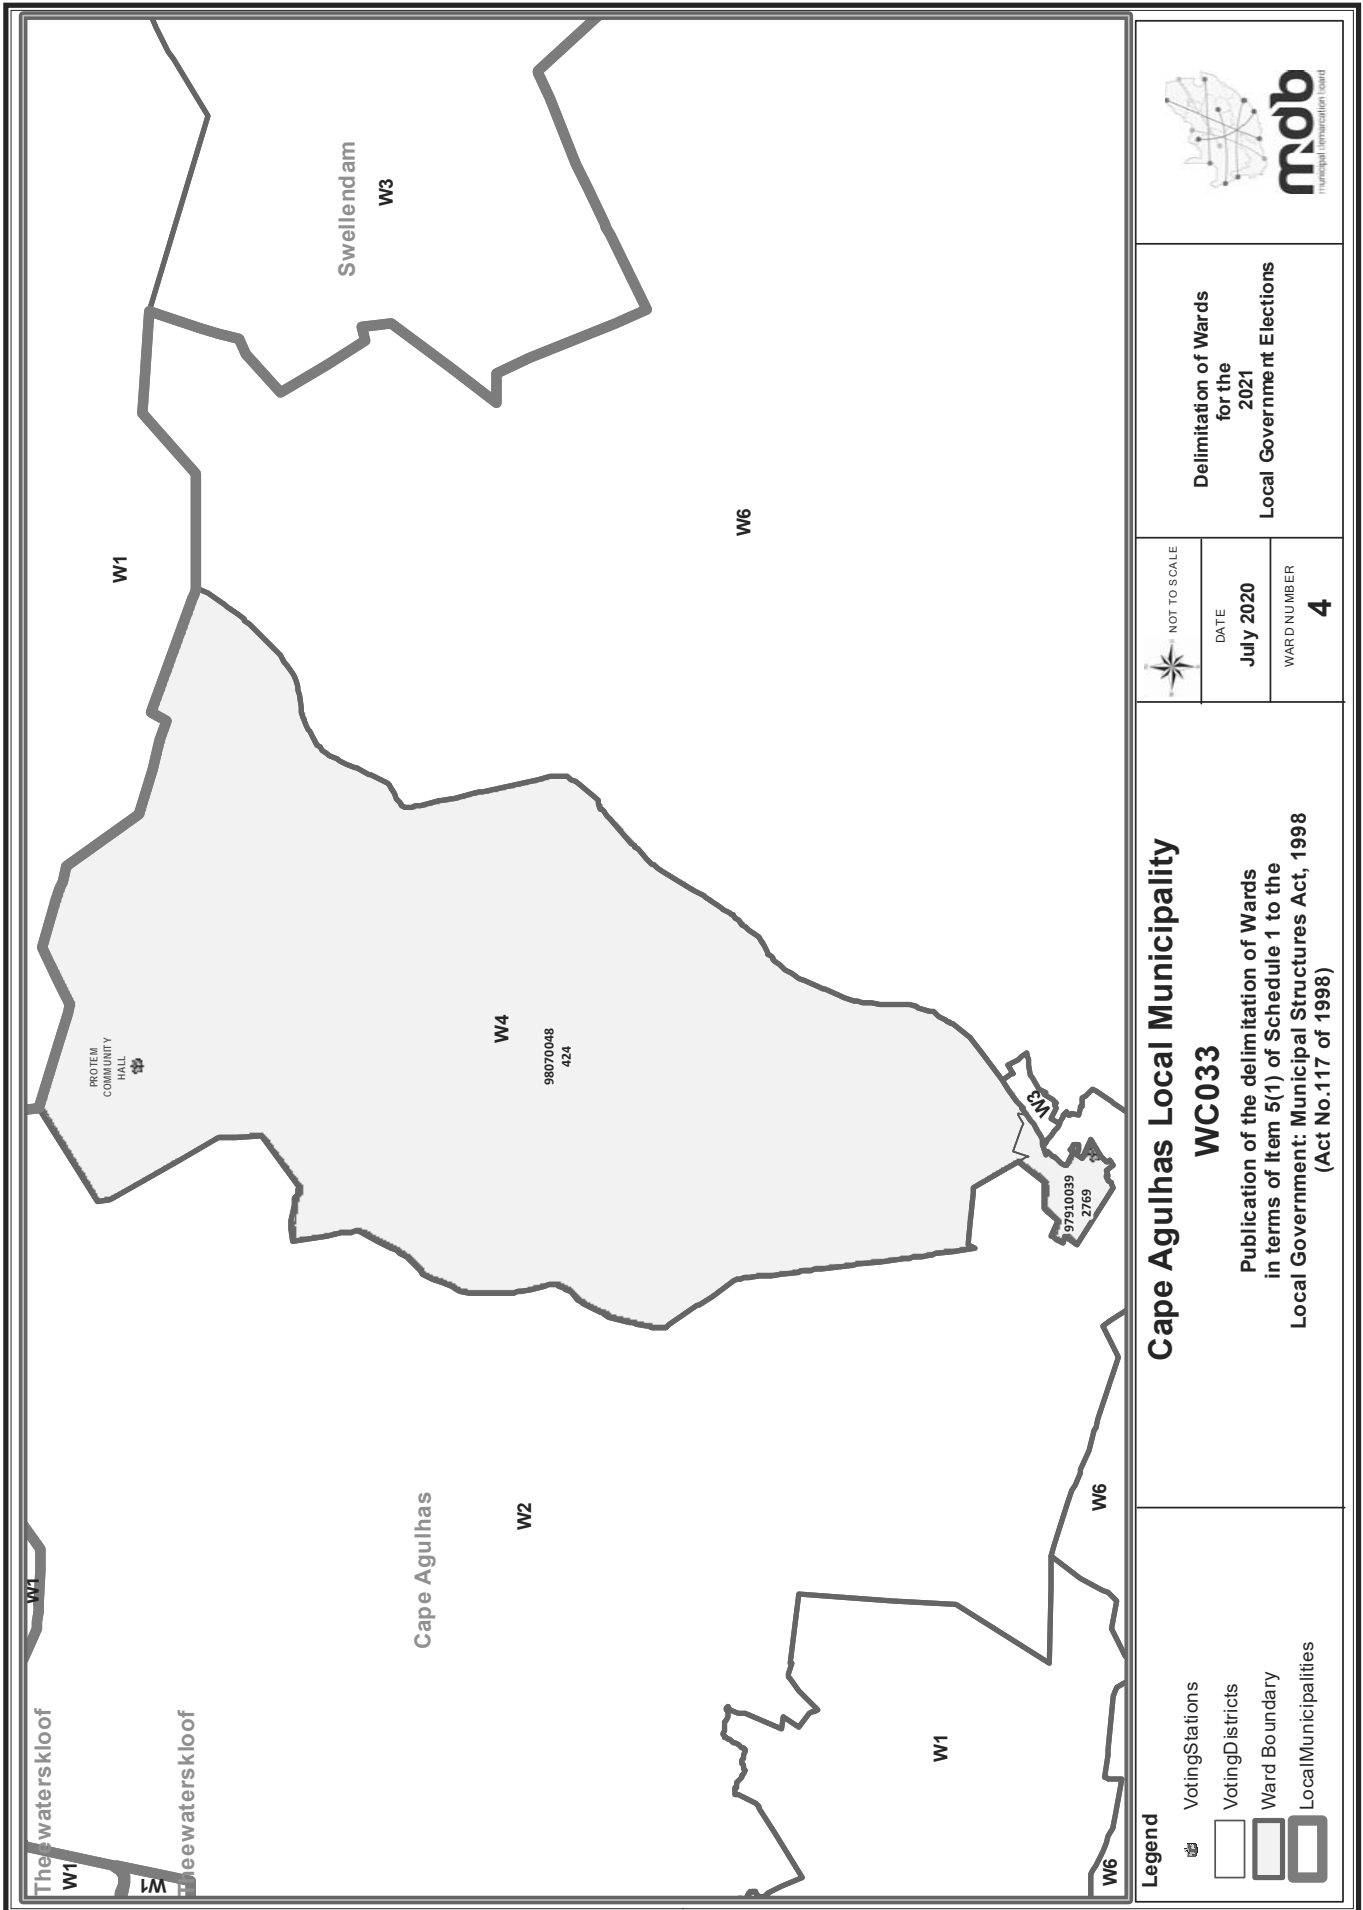 Theewaterskloof
W1
W1
Theewaterskloof
W1
W1
Swellendam
W3
PROTEM
COMMUNITY
HALL
W4
98070048
424
Cape Agulhas
W2
W6
W1
W3
97910039
2769
W6
W6
Legend
VotingStations
VotingDistricts
Ward Boundary
LocalMunicipalities
Cape Agulhas Local Municipality
WC033
Publication of the delimitation of Wards
in terms of Item 5(1) of Schedule 1 to the
Local Government: Municipal Structures Act, 1998
(Act No.117 of 1998)
NOT TO SCALE
DATE
July 2020
WARD NUMBER
4
Delimitation of Wards
for the
2021
Local Government Elections
mdb
municipal demarcation board